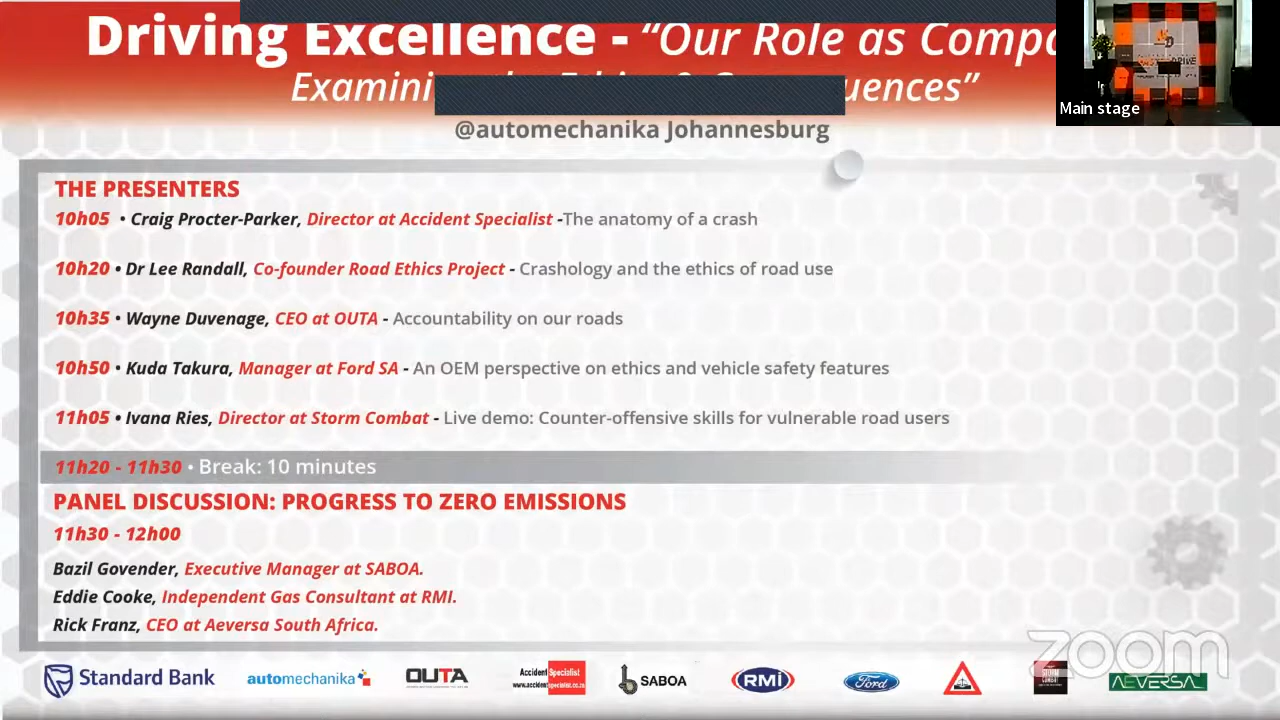 Driving Excellence - "Our Role as
Examini uences"
@automechanika Johannesburg
Main stage
THE PRESENTERS
10h05 • Craig Procter-Parker, Director at Accident Specialist -The anatomy of a crash
10h20 • Dr Lee Randall, Co-founder Road Ethics Project - Crashology and the ethics of road use
10h35 • Wayne Duvenage, CEO at OUTA - Accountability on our roads
10h50 • Kuda Takura, Manager at Ford SA - An OEM perspective on ethics and vehicle safety features
11h05 • Ivana Ries, Director at Storm Combat - Live demo: Counter-offensive skills for vulnerable road users
11h20 - 11h30 • Break: 10 minutes
PANEL DISCUSSION: PROGRESS TO ZERO EMISSIONS
11h30 - 12h00
Bazil Govender, Executive Manager at SABOA.
Eddie Cooke, Independent Gas Consultant at RMI.
Rick Franz, CEO at Aeversa South Africa.
zoom
Standard Bank
automechanika
OUTA
Accident Specialist
www.accidentspecialist.co.za
SABOA
RMI
Ford
AEVERSA